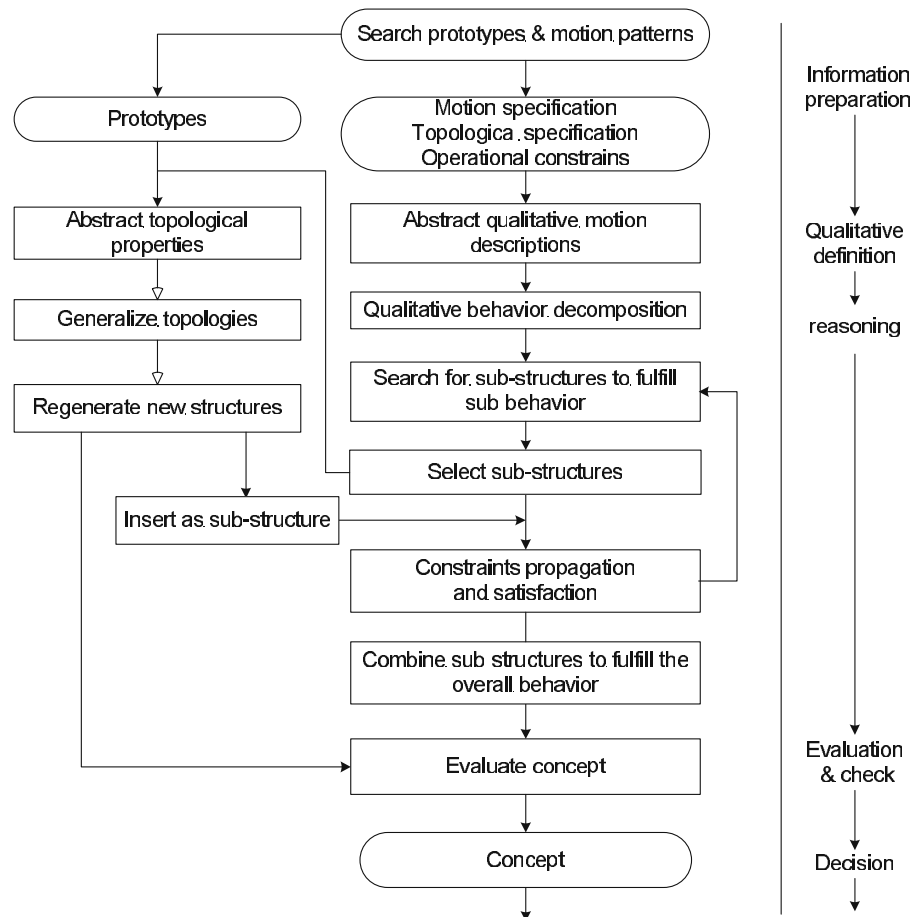 Search prototypes & motion patterns
Prototypes
Motion specification
Topologica. specification
Operational constrains
Abstract topological
properties
Abstract qualitative motion
descriptions
Generalize topologies
Qualitative behavior decomposition
Regenerate new structures
Search for sub-structures to fulfill
sub behavior
Select sub-structures
Insert as sub-structure
Constraints propagation
and satisfaction
Combine sub structures to fulfill the
overall behavior
Evaluate concept
Concept
Information
preparation
Qualitative
definition
reasoning
Evaluation
& check
Decision